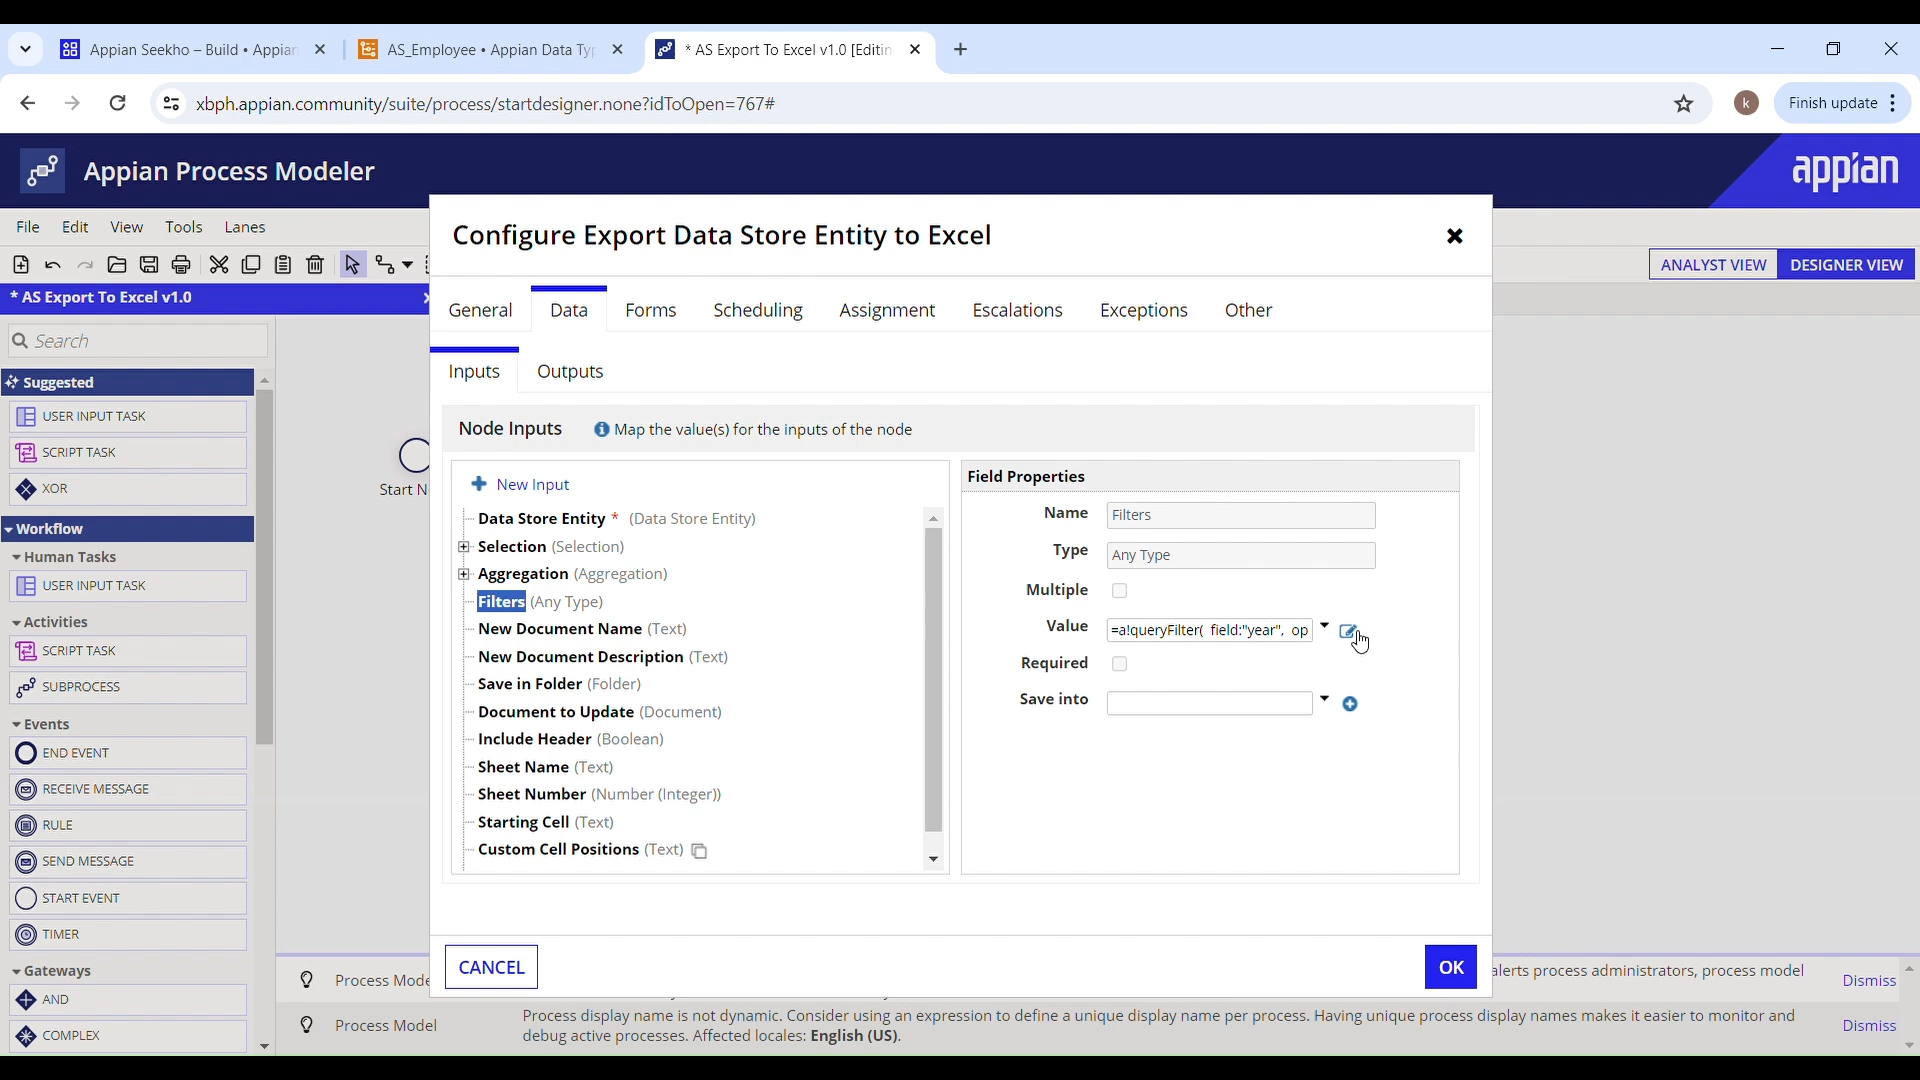 Appian Seekho – Build • Appian
AS_Employee • Appian Data Typ
* AS Export To Excel v1.0 [Editin
xbph.appian.community/suite/process/startdesigner.none?idToOpen=767#
k
Finish update
Appian Process Modeler
appian
File Edit View Tools Lanes
ANALYST VIEW DESIGNER VIEW
* AS Export To Excel v1.0
Search
Suggested
USER INPUT TASK
SCRIPT TASK
XOR
Workflow
Human Tasks
USER INPUT TASK
Activities
SCRIPT TASK
SUBPROCESS
Events
END EVENT
RECEIVE MESSAGE
RULE
SEND MESSAGE
START EVENT
TIMER
Gateways
AND
COMPLEX
Start N
Configure Export Data Store Entity to Excel
General Data Forms Scheduling Assignment Escalations Exceptions Other
Inputs Outputs
Node Inputs Map the value(s) for the inputs of the node
New Input
Data Store Entity * (Data Store Entity)
Selection (Selection)
Aggregation (Aggregation)
Filters (Any Type)
New Document Name (Text)
New Document Description (Text)
Save in Folder (Folder)
Document to Update (Document)
Include Header (Boolean)
Sheet Name (Text)
Sheet Number (Number (Integer))
Starting Cell (Text)
Custom Cell Positions (Text)
Field Properties
Name Filters
Type Any Type
Multiple
Value =a!queryFilter( field:"year", op
Required
Save into
CANCEL
OK
Process Mode
alerts process administrators, process model
Dismiss
Process Model
Process display name is not dynamic. Consider using an expression to define a unique display name per process. Having unique process display names makes it easier to monitor and
debug active processes. Affected locales: English (US).
Dismiss